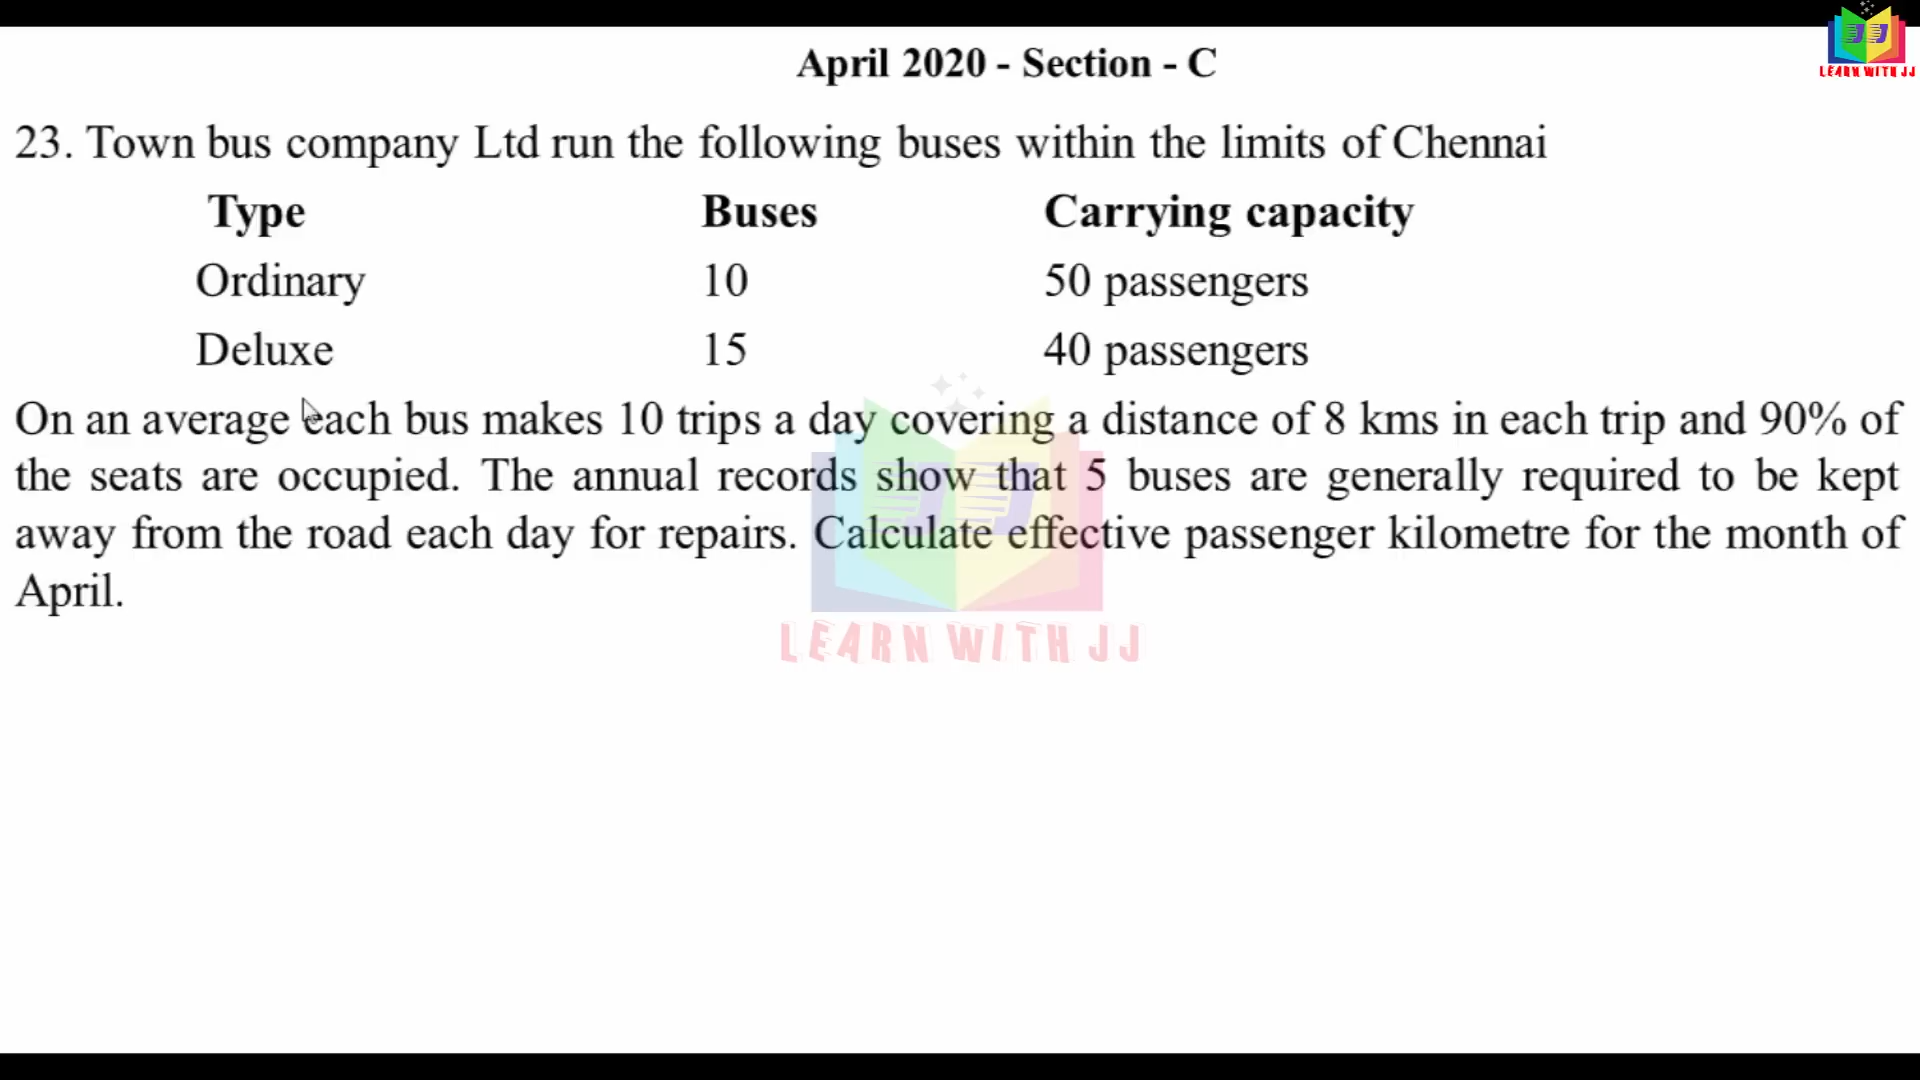 LEARN WITH JJ
April 2020 - Section - C
23. Town bus company Ltd run the following buses within the limits of Chennai
Type Buses Carrying capacity
Ordinary 10 50 passengers
Deluxe 15 40 passengers
On an average each bus makes 10 trips a day covering a distance of 8 kms in each trip and 90% of
the seats are occupied. The annual records show that 5 buses are generally required to be kept
away from the road each day for repairs. Calculate effective passenger kilometre for the month of
April.
JJ
LEARN WITH JJ